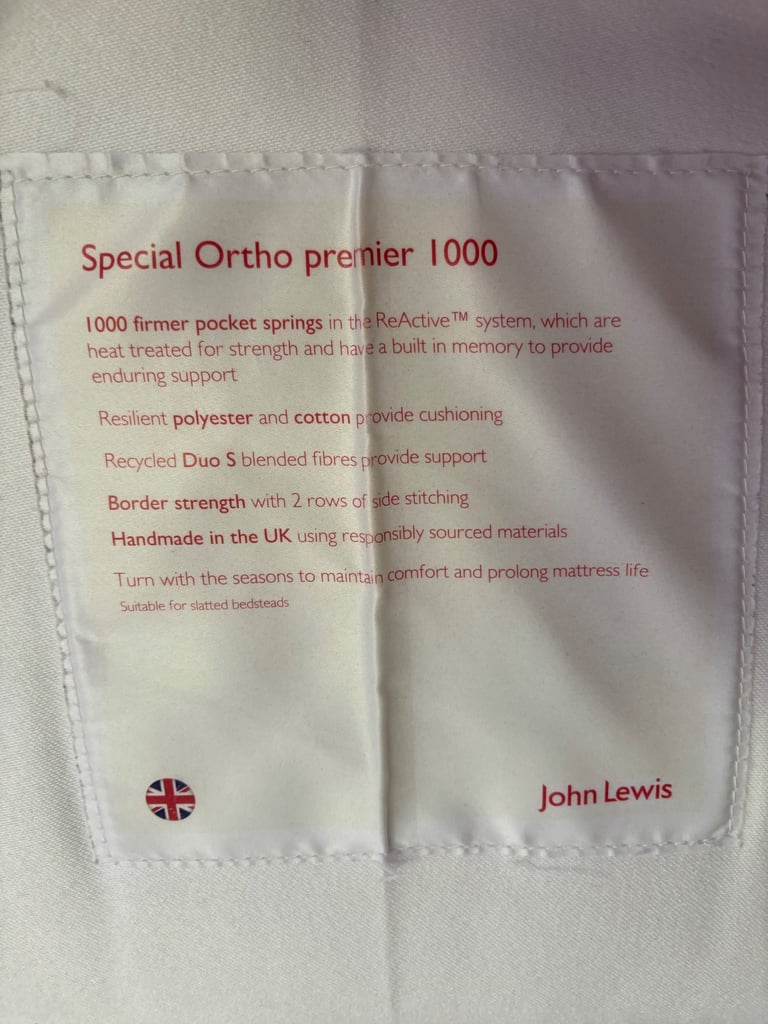 Special Ortho premier 1000
1000 firmer pocket springs in the ReActive™ system, which are
heat treated for strength and have a built in memory to provide
enduring support
Resilient polyester and cotton provide cushioning
Recycled Duo S blended fibres provide support
Border strength with 2 rows of side stitching
Handmade in the UK using responsibly sourced materials
Turn with the seasons to maintain comfort and prolong mattress life
Suitable for slatted bedsteads
John Lewis